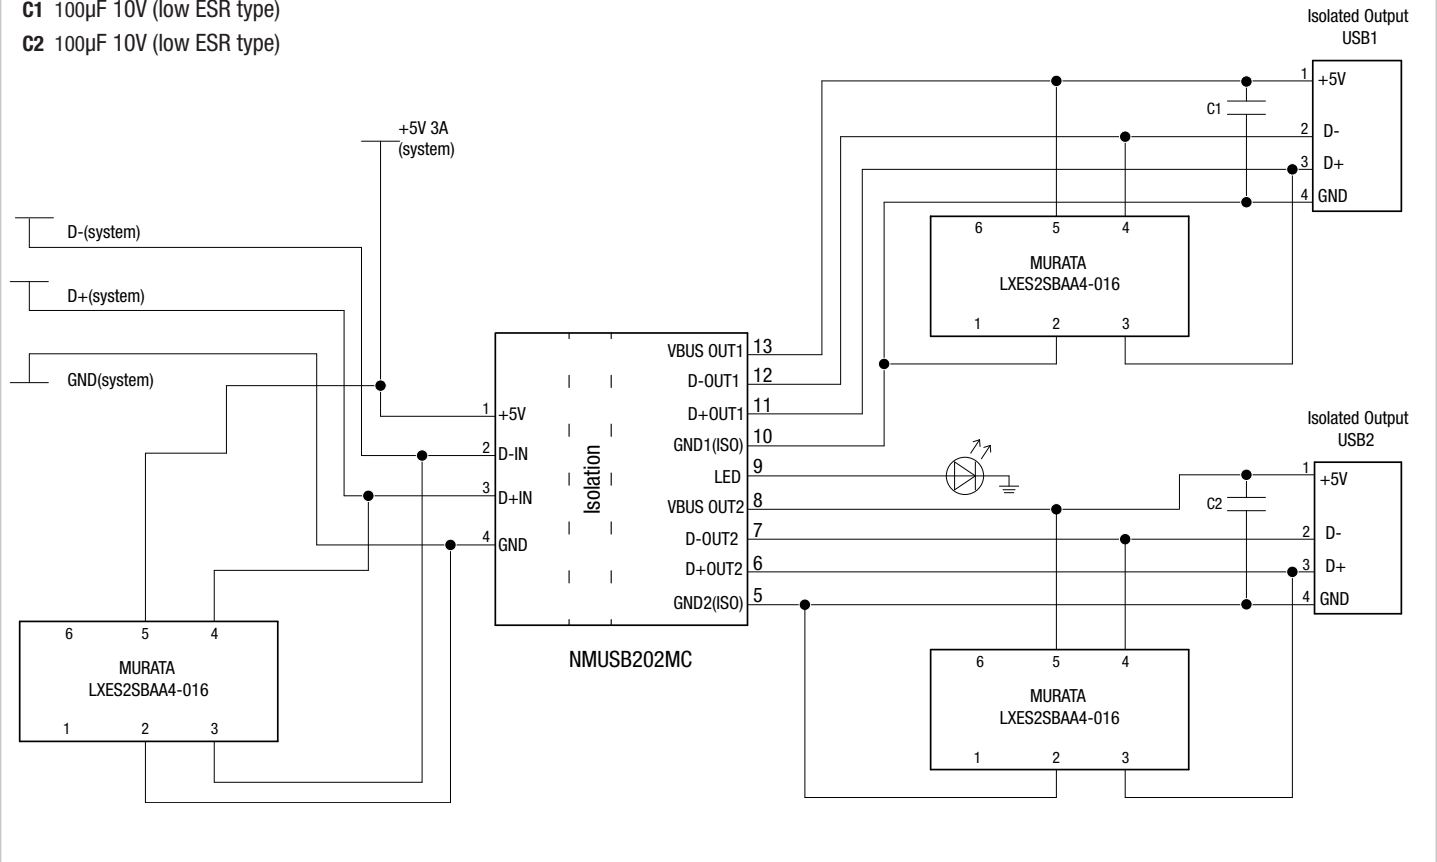 C1 100µF 10V (low ESR type)
C2 100µF 10V (low ESR type)
Isolated Output
USB1
1 +5V
C1
2 D-
3 D+
4 GND
+5V 3A
(system)
D-(system)
D+(system)
GND(system)
6 5 4
MURATA
LXES2SBAA4-016
1 2 3
1 +5V
2 D-IN
3 D+IN
4 GND
Isolation
VBUS OUT1 13
D-OUT1 12
D+OUT1 11
GND1(ISO) 10
LED 9
VBUS OUT2 8
D-OUT2 7
D+OUT2 6
GND2(ISO) 5
NMUSB202MC
Isolated Output
USB2
1 +5V
C2
2 D-
3 D+
4 GND
6 5 4
MURATA
LXES2SBAA4-016
1 2 3
6 5 4
MURATA
LXES2SBAA4-016
1 2 3